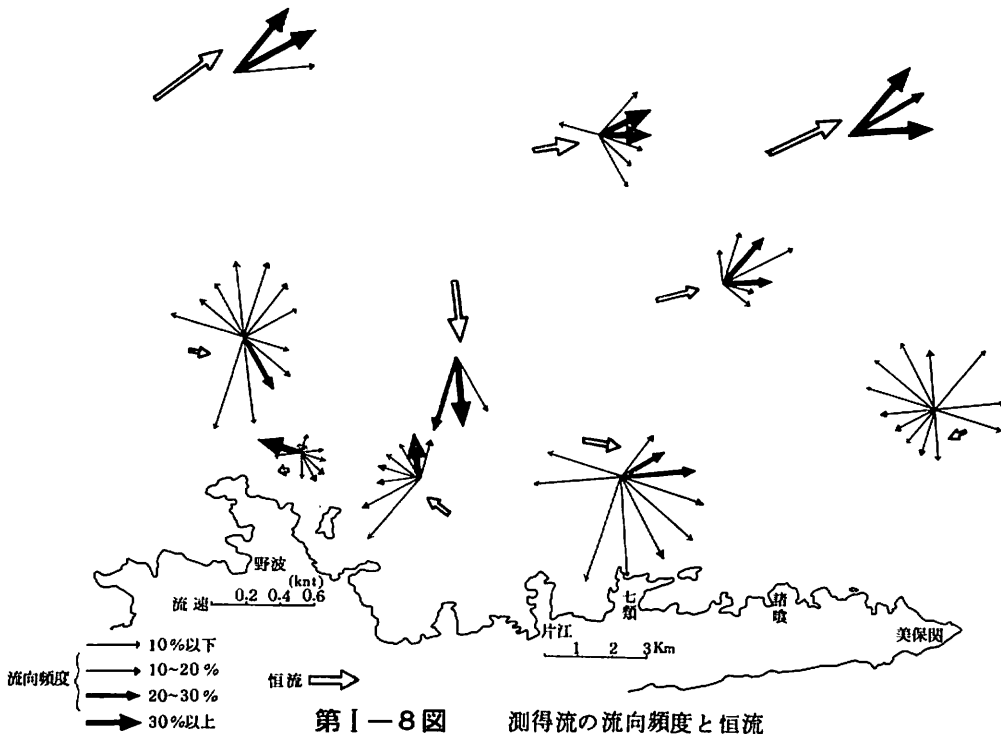 野波
(knt)
流速 0.2 0.4 0.6
七類
片江
諸喰
美保関
1 2 3 Km
10%以下
流向頻度
10~20%
20~30%
30%以上
恒流
第I-8図 測得流の流向頻度と恒流